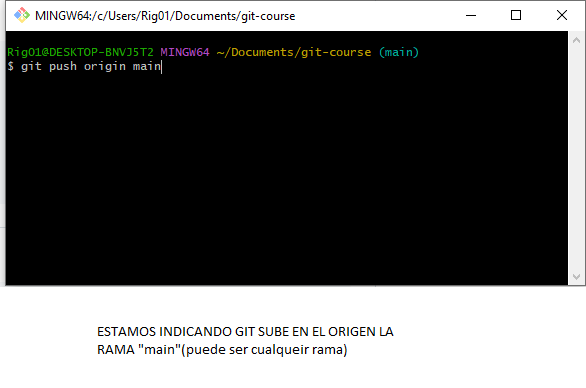 MINGW64:/c/Users/Rig01/Documents/git-course
Rig01@DESKTOP-BNVJ5T2 MINGW64 ~/Documents/git-course (main)
$ git push origin main
ESTAMOS INDICANDO GIT SUBE EN EL ORIGEN LA
RAMA "main"(puede ser cualqueir rama)